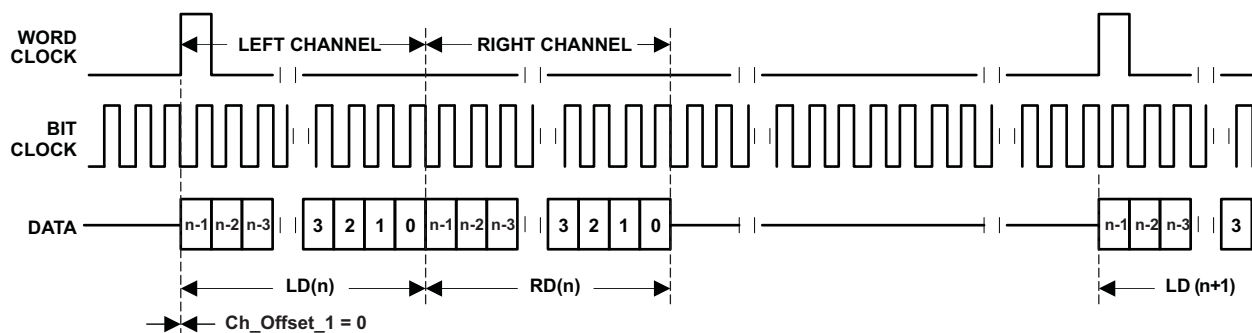 WORD CLOCK
LEFT CHANNEL
RIGHT CHANNEL
BIT CLOCK
DATA
n-1 n-2 n-3 3 2 1 0 n-1 n-2 n-3 3 2 1 0 n-1 n-2 n-3 3
LD(n)
RD(n)
LD (n+1)
Ch_Offset_1 = 0